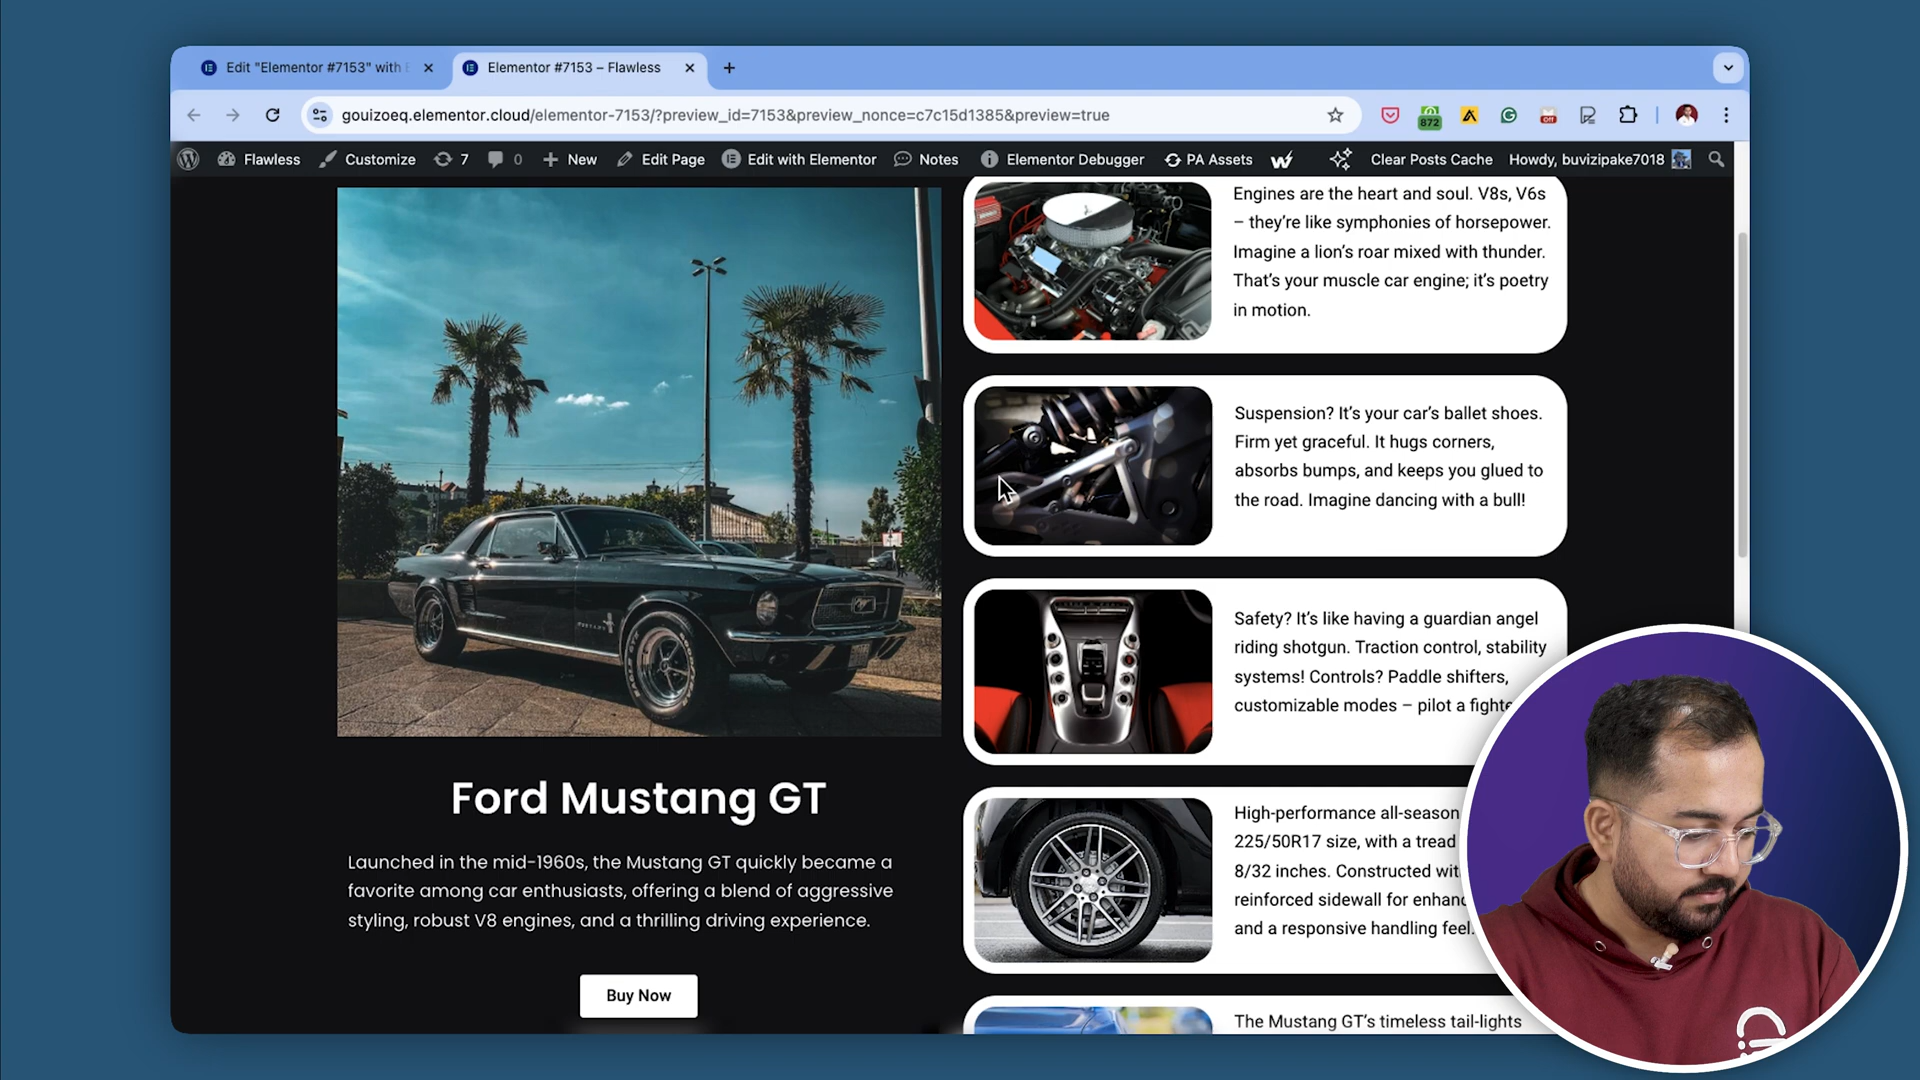 Edit "Elementor #7153" with
Elementor #7153 – Flawless
gouizoeq.elementor.cloud/elementor-7153/?preview_id=7153&preview_nonce=c7c15d1385&preview=true
872
Off
Flawless
Customize
7
0
New
Edit Page
Edit with Elementor
Notes
Elementor Debugger
PA Assets
Clear Posts Cache
Howdy, buvizipake7018
Engines are the heart and soul. V8s, V6s
– they're like symphonies of horsepower.
Imagine a lion's roar mixed with thunder.
That's your muscle car engine; it's poetry
in motion.
Suspension? It's your car's ballet shoes.
Firm yet graceful. It hugs corners,
absorbs bumps, and keeps you glued to
the road. Imagine dancing with a bull!
Safety? It's like having a guardian angel
riding shotgun. Traction control, stability
systems! Controls? Paddle shifters,
customizable modes – pilot a fighte
High-performance all-season
225/50R17 size, with a tread
8/32 inches. Constructed wit
reinforced sidewall for enhanc
and a responsive handling feel.
The Mustang GT's timeless tail-lights
Ford Mustang GT
Launched in the mid-1960s, the Mustang GT quickly became a
favorite among car enthusiasts, offering a blend of aggressive
styling, robust V8 engines, and a thrilling driving experience.
Buy Now